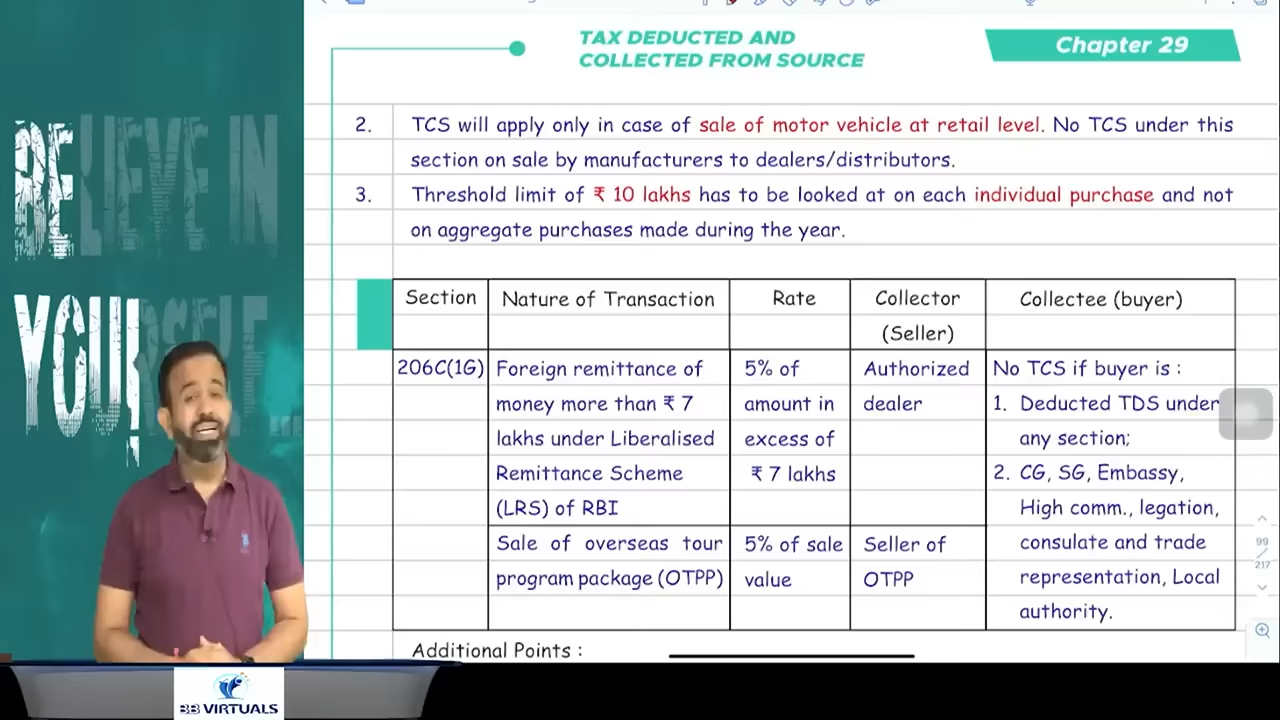 BELIEVE IN
YOURSELF...
TAX DEDUCTED AND
COLLECTED FROM SOURCE
Chapter 29
2. TCS will apply only in case of sale of motor vehicle at retail level. No TCS under this
section on sale by manufacturers to dealers/distributors.
3. Threshold limit of ₹ 10 lakhs has to be looked at on each individual purchase and not
on aggregate purchases made during the year.
Section
Nature of Transaction
Rate
Collector
(Seller)
Collectee (buyer)
206C(1G)
Foreign remittance of
money more than ₹ 7
lakhs under Liberalised
Remittance Scheme
(LRS) of RBI
5% of
amount in
excess of
₹ 7 lakhs
Authorized
dealer
No TCS if buyer is :
1. Deducted TDS under
any section;
2. CG, SG, Embassy,
High comm., legation,
consulate and trade
representation, Local
authority.
Sale of overseas tour
program package (OTPP)
5% of sale
value
Seller of
OTPP
Additional Points :
99
217
BB VIRTUALS